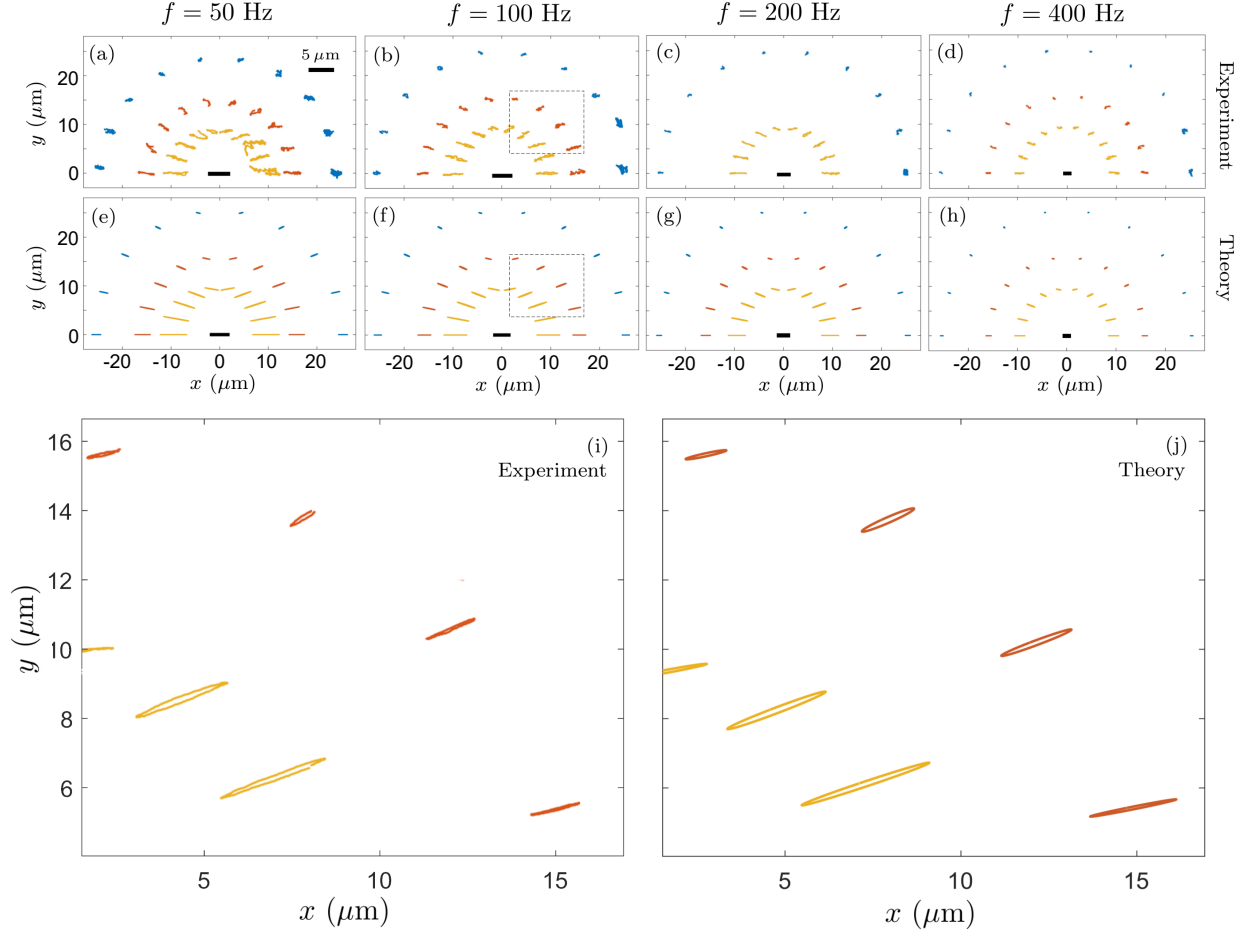 f = 50 Hz f = 100 Hz f = 200 Hz f = 400 Hz
(a) 5 μm (b) (c) (d)
20
10
0
y (μm)
Experiment
(e) (f) (g) (h)
20
10
0
y (μm)
Theory
-20 -10 0 10 20 -20 -10 0 10 20 -20 -10 0 10 20 -20 -10 0 10 20
x (μm) x (μm) x (μm) x (μm)
(i)
Experiment
16
14
12
10
8
6
y (μm)
5 10 15
x (μm)
(j)
Theory
5 10 15
x (μm)